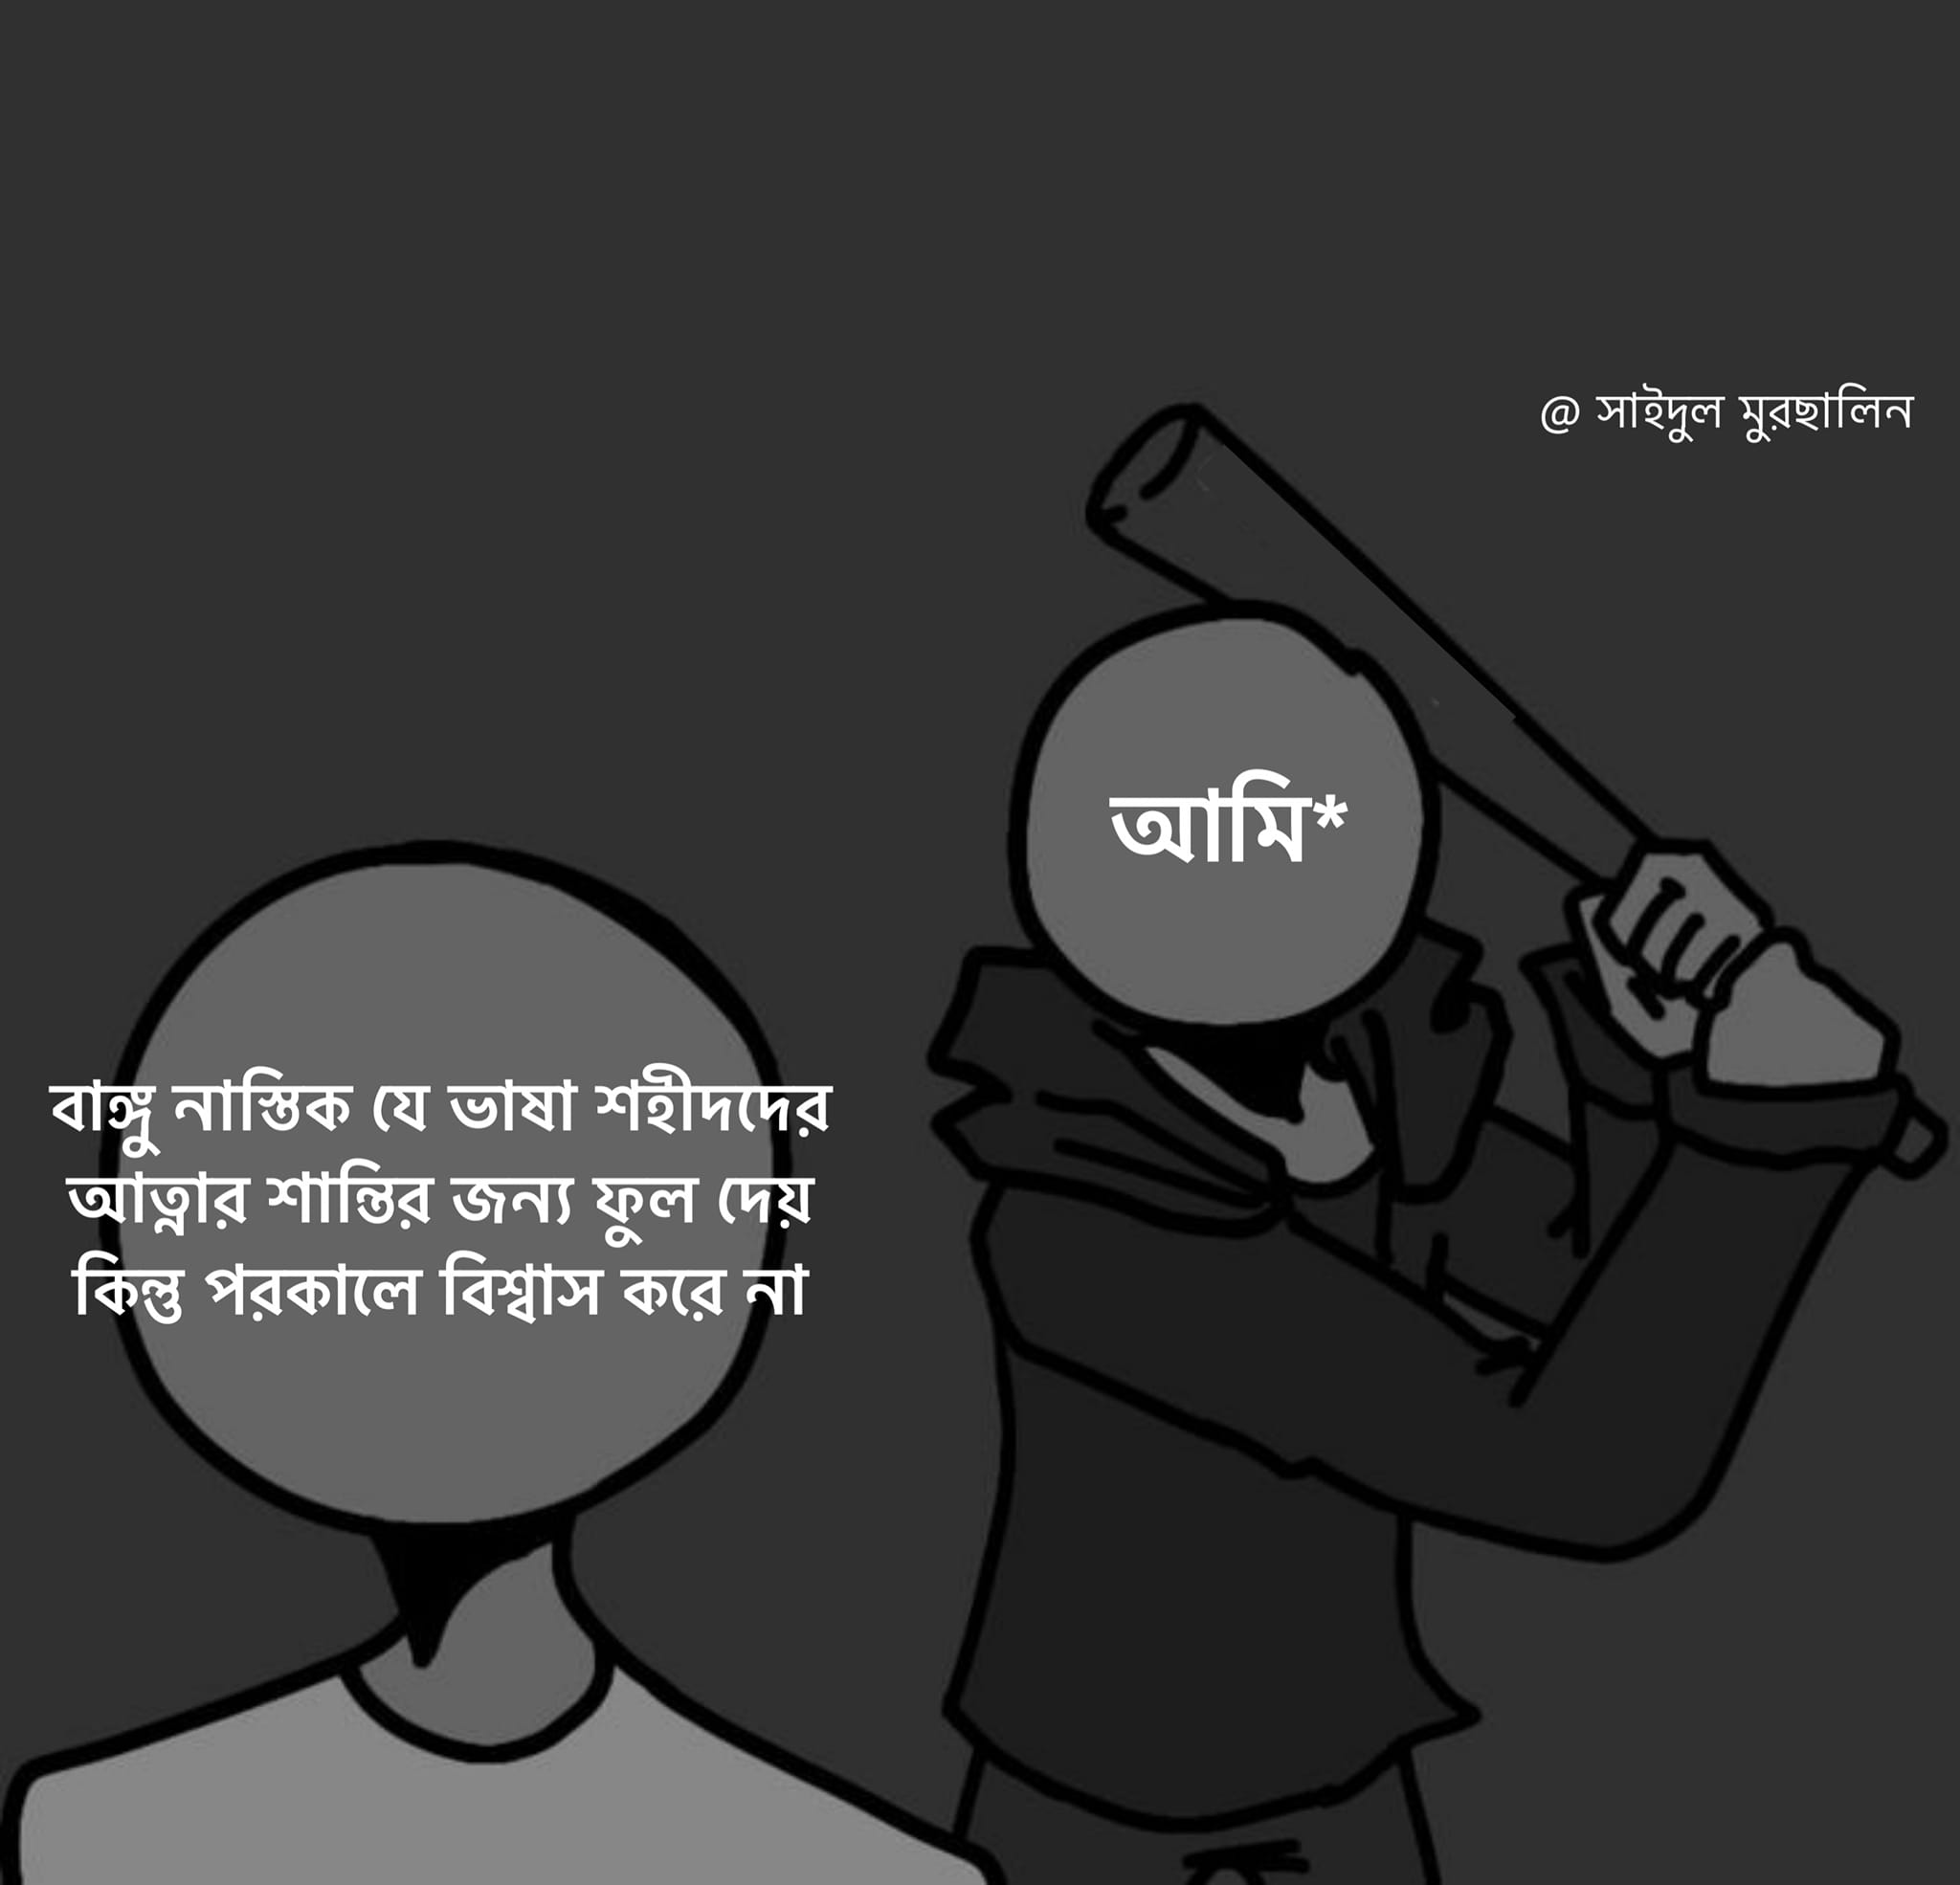 @ সাইদুল মুরছালিন
আমি*
বাঙ্গু নাস্তিক যে ভাষা শহীদদের
আত্মার শান্তির জন্য ফুল দেয়
কিন্তু পরকালে বিশ্বাস করে না